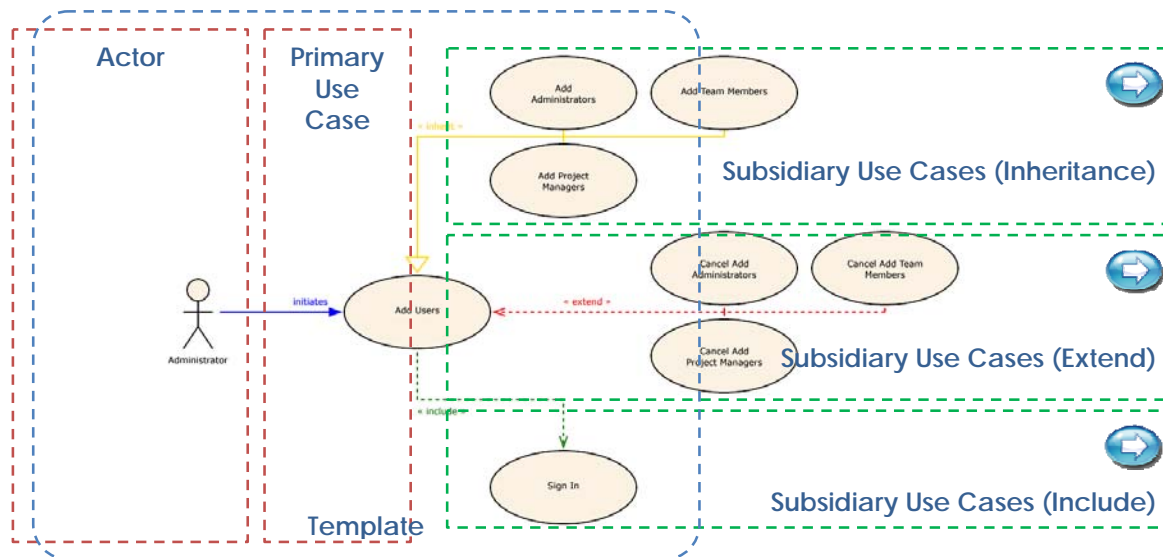 Actor
Primary
Use
Case
Add
Administrators
Add Team Members
« inherit »
Add Project
Managers
Subsidiary Use Cases (Inheritance)
Cancel Add
Administrators
Cancel Add Team
Members
initiates
Add Users
« extend »
Administrator
Cancel Add
Project Managers
Subsidiary Use Cases (Extend)
« include »
Sign In
Subsidiary Use Cases (Include)
Template